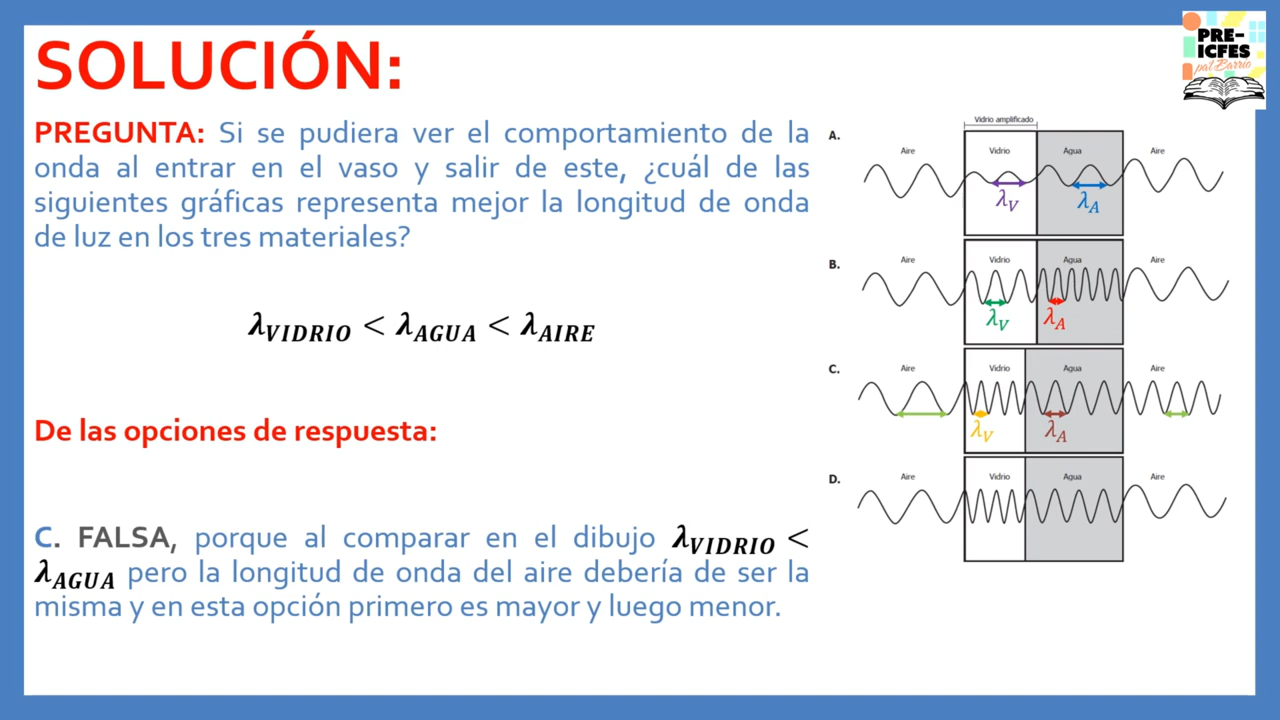 SOLUCIÓN:
PRE-
ICFES
pal Barrio
PREGUNTA: Si se pudiera ver el comportamiento de la
onda al entrar en el vaso y salir de este, ¿cuál de las
siguientes gráficas representa mejor la longitud de onda
de luz en los tres materiales?
λ_VIDRIO < λ_AGUA < λ_AIRE
De las opciones de respuesta:
C. FALSA, porque al comparar en el dibujo λ_VIDRIO <
λ_AGUA pero la longitud de onda del aire debería de ser la
misma y en esta opción primero es mayor y luego menor.
Vidrio amplificado
A.
Aire Vidrio Agua Aire
λ_V λ_A
B.
Aire Vidrio Agua Aire
λ_V λ_A
C.
Aire Vidrio Agua Aire
λ_V λ_A
D.
Aire Vidrio Agua Aire